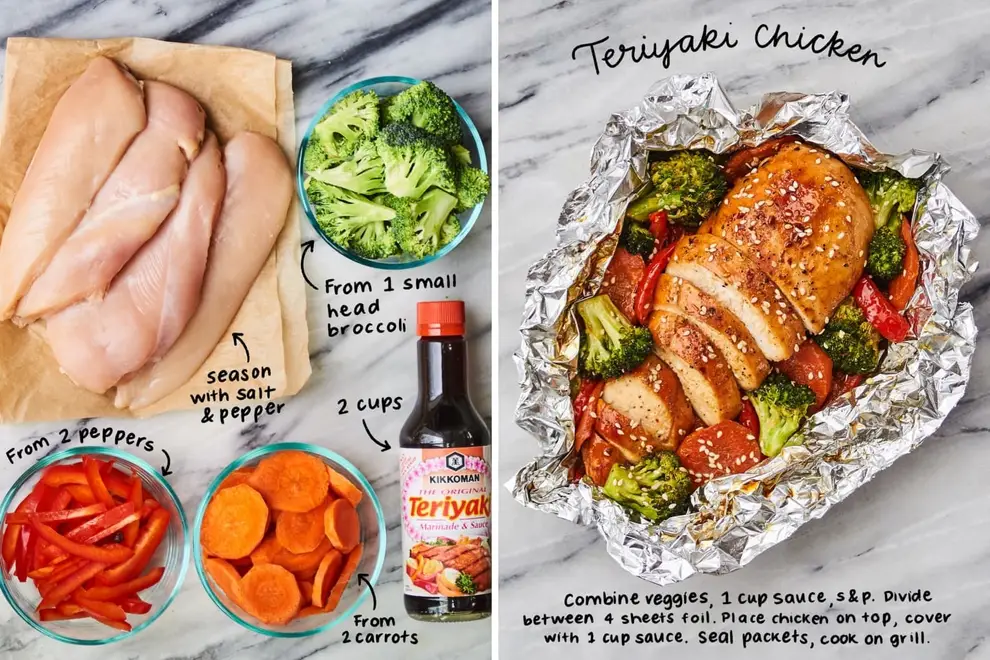 From 1 small
head
broccoli
season
with salt
& pepper
2 cups
From 2 peppers
From
2 carrots
KIKKOMAN
THE ORIGINAL
Teriyaki
Marinade & Sauce
Teriyaki Chicken
Combine veggies, 1 cup sauce, s&p. Divide
between 4 sheets foil. Place chicken on top, cover
with 1 cup sauce. Seal packets, cook on grill.